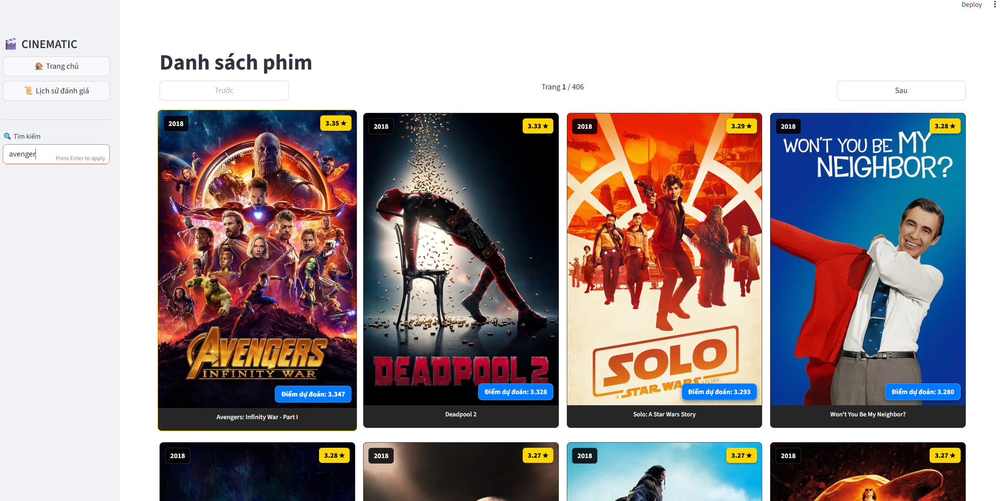 Deploy
CINEMATIC
Trang chủ
Lịch sử đánh giá
Tìm kiếm
avenger
Press Enter to apply
Danh sách phim
Trước
Trang 1 / 406
Sau
2018
3.35 ★
AVENGERS
INFINITY WAR
Điểm dự đoán: 3.347
Avengers: Infinity War - Part I
2018
3.33 ★
DEADPOOL 2
Điểm dự đoán: 3.328
Deadpool 2
2018
3.29 ★
SOLO
A STAR WARS STORY
Điểm dự đoán: 3.293
Solo: A Star Wars Story
2018
3.28 ★
WON'T YOU BE MY
NEIGHBOR?
Điểm dự đoán: 3.280
Won't You Be My Neighbor?
2018
3.28 ★
2018
3.27 ★
2018
3.27 ★
2018
3.27 ★